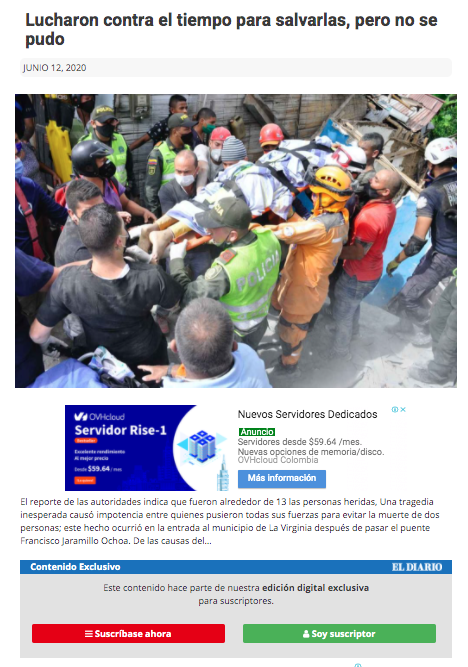 Lucharon contra el tiempo para salvarlas, pero no se
pudo
JUNIO 12, 2020
POLICIA
OVHcloud
Servidor Rise-1
Excelente rendimiento
Al mejor precio
Desde $59.64 / mes
Nuevos Servidores Dedicados
Anuncio
Servidores desde $59.64 /mes.
Nuevas opciones de memoria/disco.
OVHcloud Colombia
Más información
El reporte de las autoridades indica que fueron alrededor de 13 las personas heridas, Una tragedia
inesperada causó impotencia entre quienes pusieron todas sus fuerzas para evitar la muerte de dos
personas; este hecho ocurrió en la entrada al municipio de La Virginia después de pasar el puente
Francisco Jaramillo Ochoa. De las causas del...
Contenido Exclusivo
EL DIARIO
Este contenido hace parte de nuestra edición digital exclusiva
para suscriptores.
Suscríbase ahora
Soy suscriptor